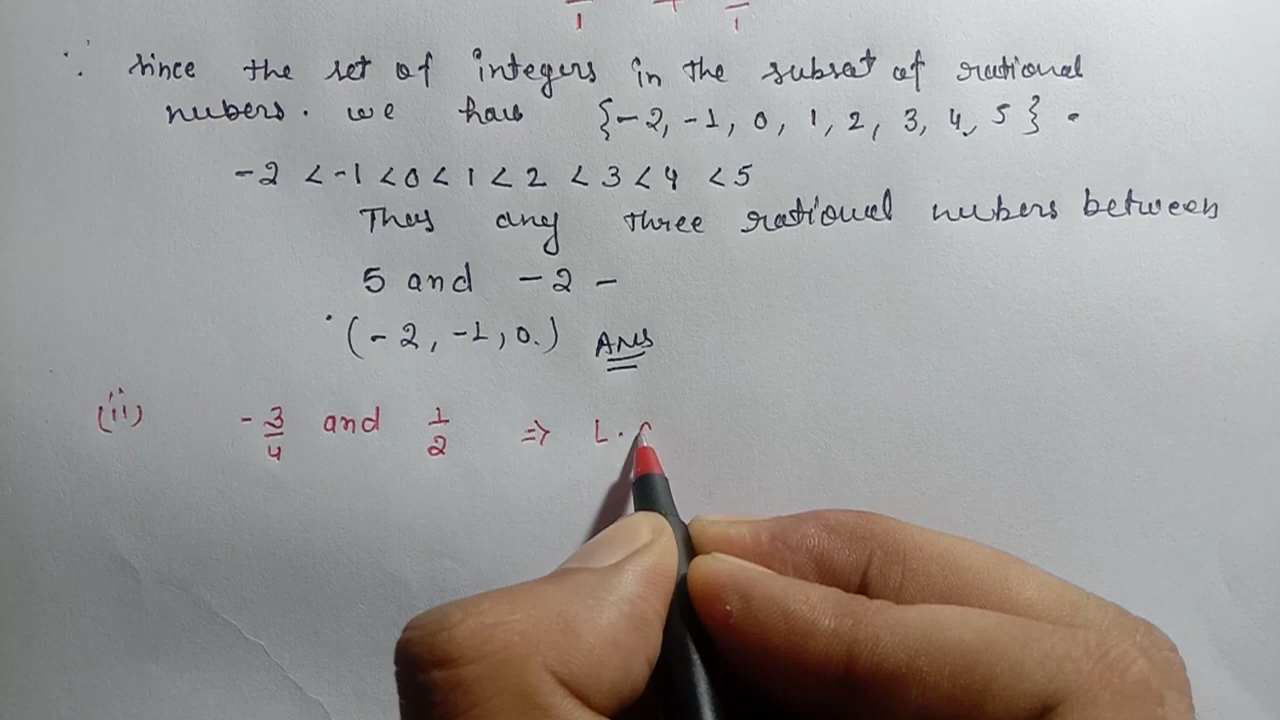 ∵ since the set of integers in the subset of rational
nubers. we have {-2, -1, 0, 1, 2, 3, 4, 5}.
-2 < -1 < 0 < 1 < 2 < 3 < 4 < 5
Thus any three rational nubers between
5 and -2 -
(-2, -1, 0.) Ans
(ii) -3/4 and 1/2 ⇒ L.